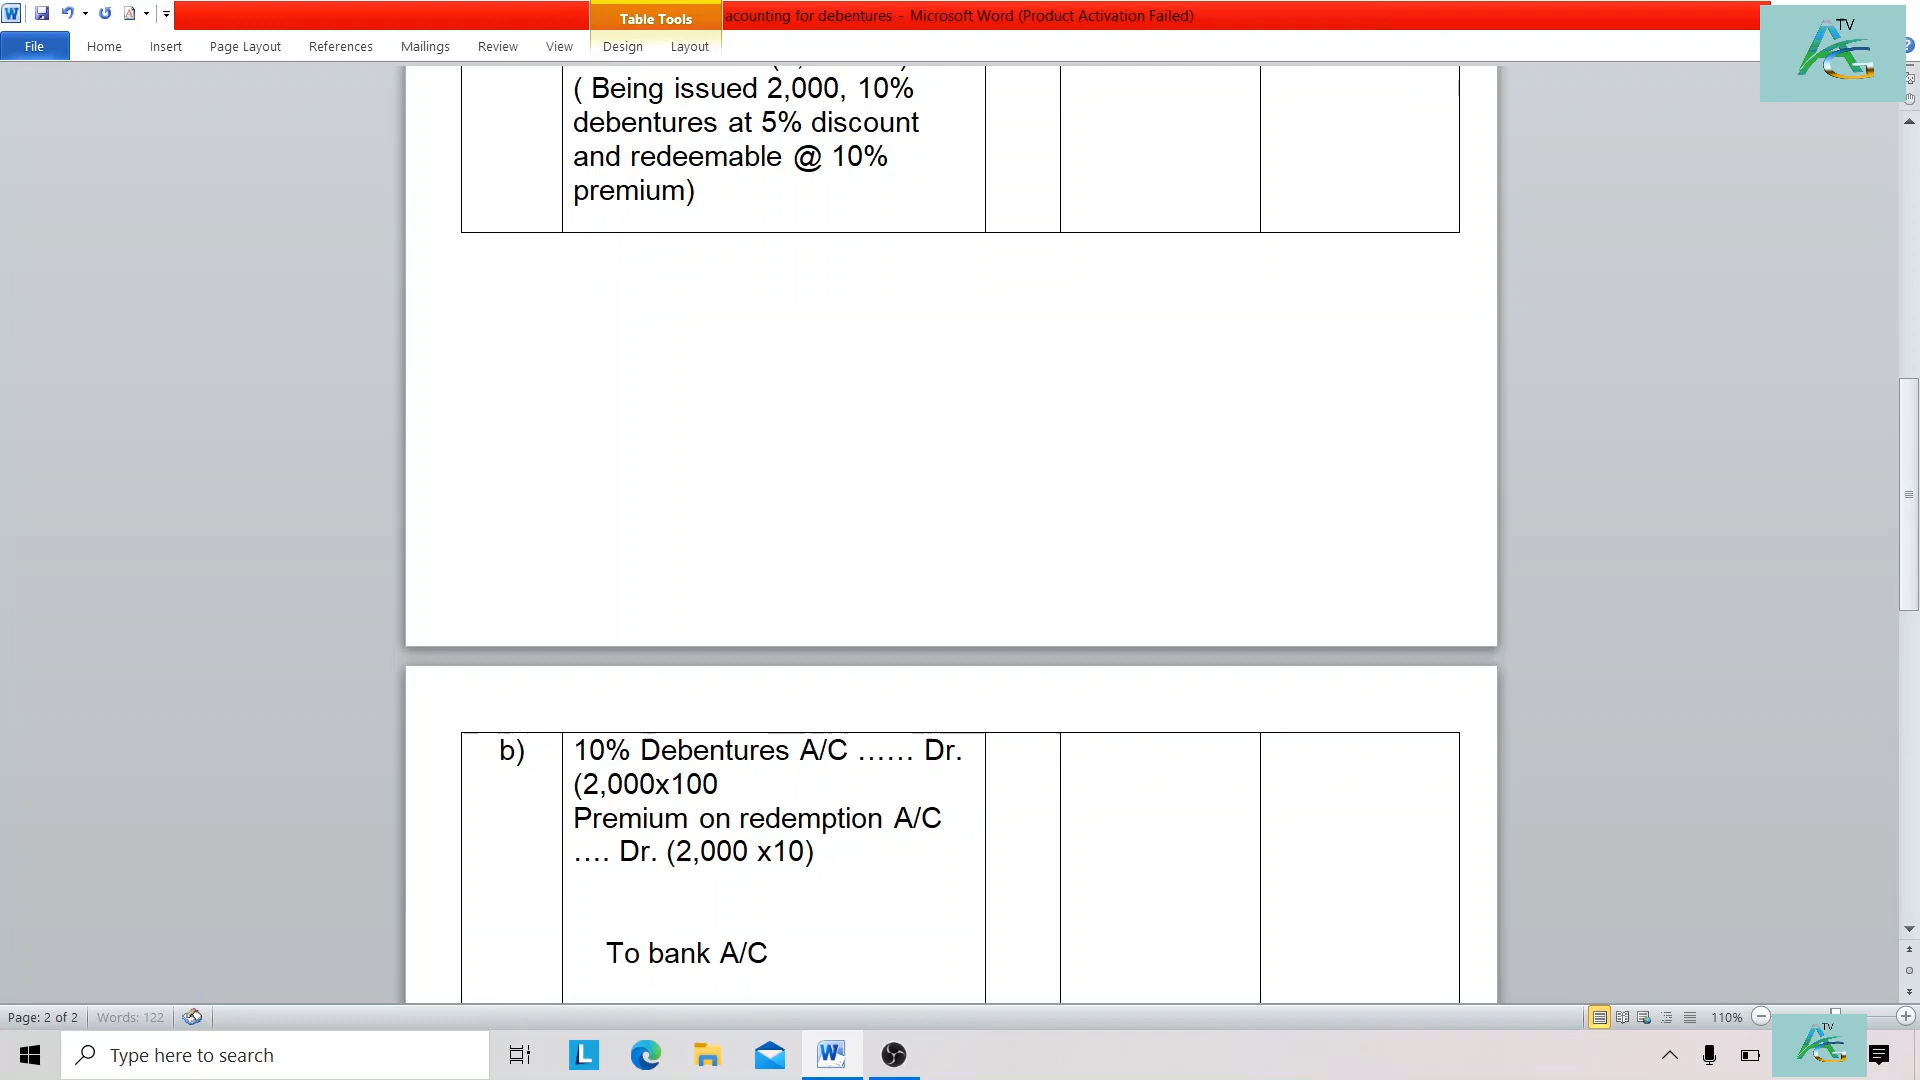 Table Tools
acounting for debentures - Microsoft Word (Product Activation Failed)
TV
File Home Insert Page Layout References Mailings Review View Design Layout
( Being issued 2,000, 10%
debentures at 5% discount
and redeemable @ 10%
premium)
b) 10% Debentures A/C …... Dr.
(2,000x100
Premium on redemption A/C
…. Dr. (2,000 x10)
To bank A/C
Page: 2 of 2 Words: 122 110%
Type here to search
TV